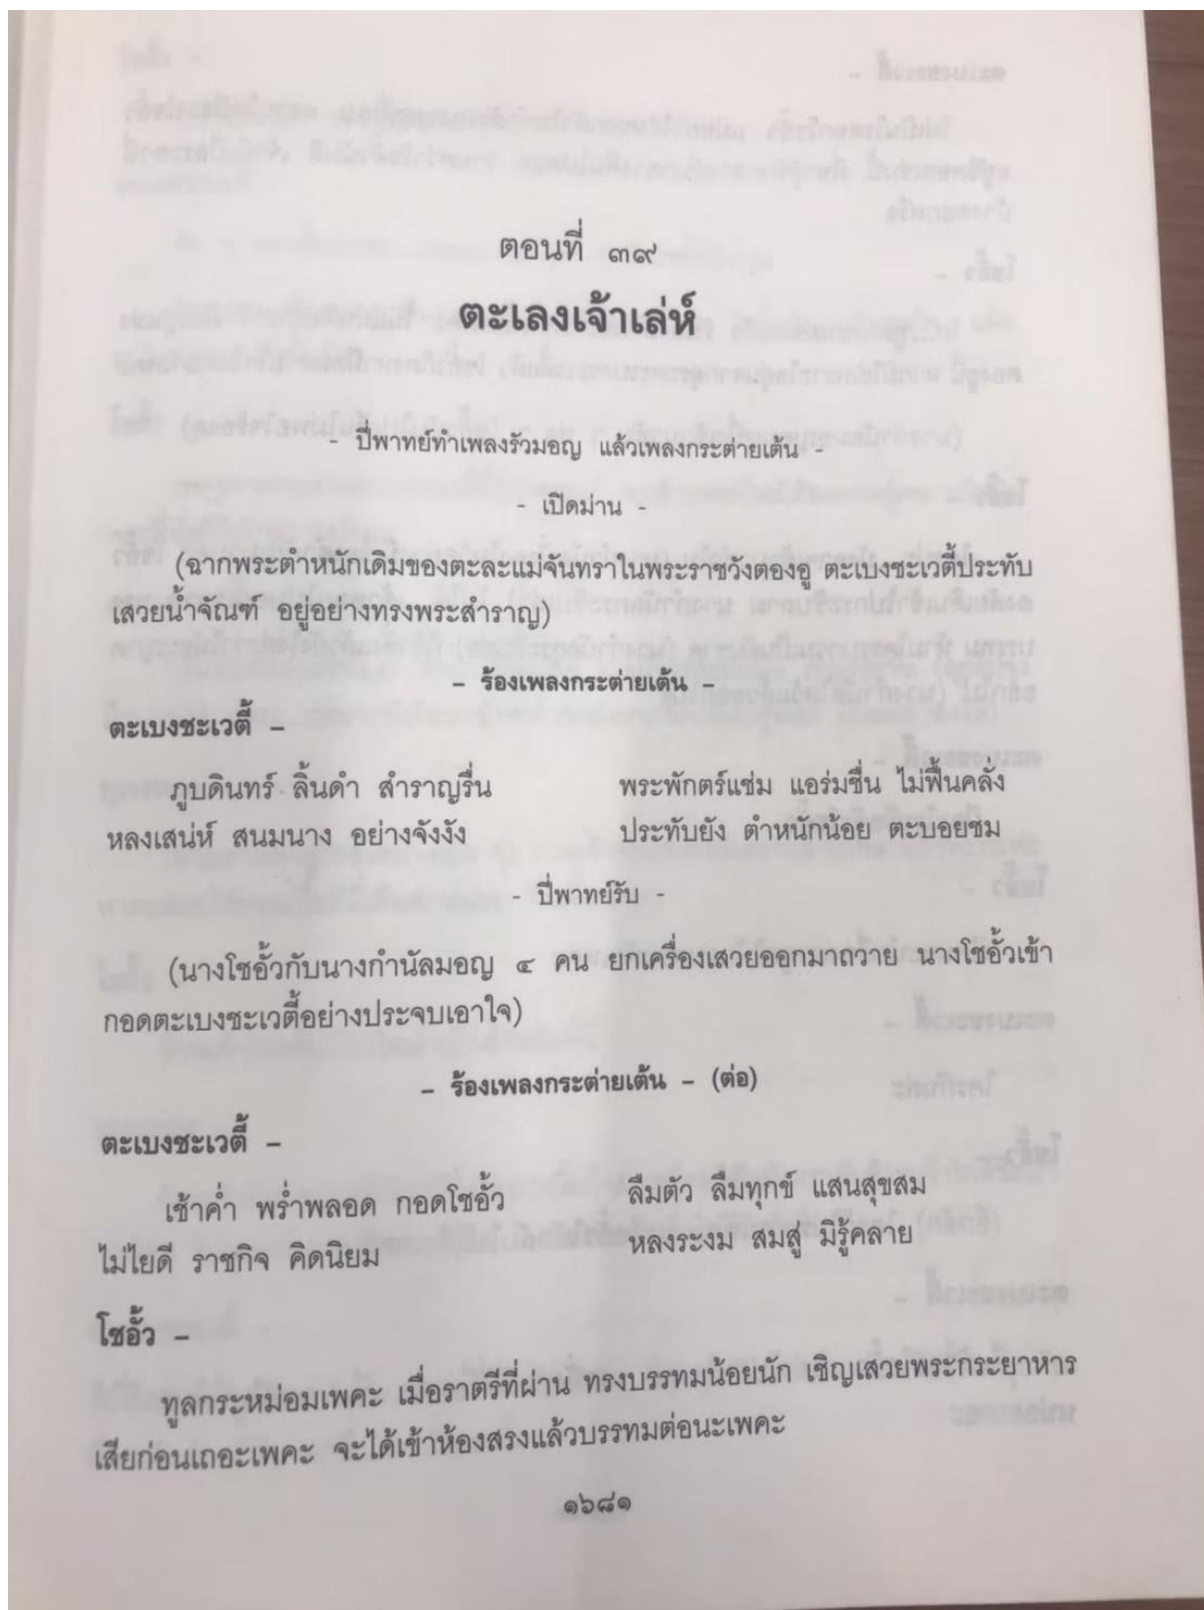 ตอนที่ ๓๙
ตะเลงเจ้าเล่ห์
- ปี่พาทย์ทำเพลงรัวมอญ แล้วเพลงกระต่ายเต้น -
- เปิดม่าน -
(ฉากพระตำหนักเดิมของตะละแม่จันทราในพระราชวังตองอู ตะเบงชะเวตี้ประทับ
เสวยน้ำจัณฑ์ อยู่อย่างทรงพระสำราญ)
– ร้องเพลงกระต่ายเต้น –
ตะเบงชะเวตี้ –
ภูบดินทร์ ลิ้นดำ สำราญรื่น พระพักตร์แช่ม แอร่มชื่น ไม่ฟื้นคลั่ง
หลงเสน่ห์ สนมนาง อย่างจังงัง ประทับยัง ตำหนักน้อย ตะบอยชม
- ปี่พาทย์รับ -
(นางโชอั้วกับนางกำนัลมอญ ๔ คน ยกเครื่องเสวยออกมาถวาย นางโชอั้วเข้า
กอดตะเบงชะเวตี้อย่างประจบเอาใจ)
– ร้องเพลงกระต่ายเต้น – (ต่อ)
ตะเบงชะเวตี้ –
เช้าค่ำ พร่ำพลอด กอดโชอั้ว ลืมตัว ลืมทุกข์ แสนสุขสม
ไม่ไยดี ราชกิจ คิดนิยม หลงระงม สมสู่ มิรู้คลาย
โชอั้ว –
ทูลกระหม่อมเพคะ เมื่อราตรีที่ผ่าน ทรงบรรทมน้อยนัก เชิญเสวยพระกระยาหาร
เสียก่อนเถอะเพคะ จะได้เข้าห้องสรงแล้วบรรทมต่อนะเพคะ
๑๖๘๑